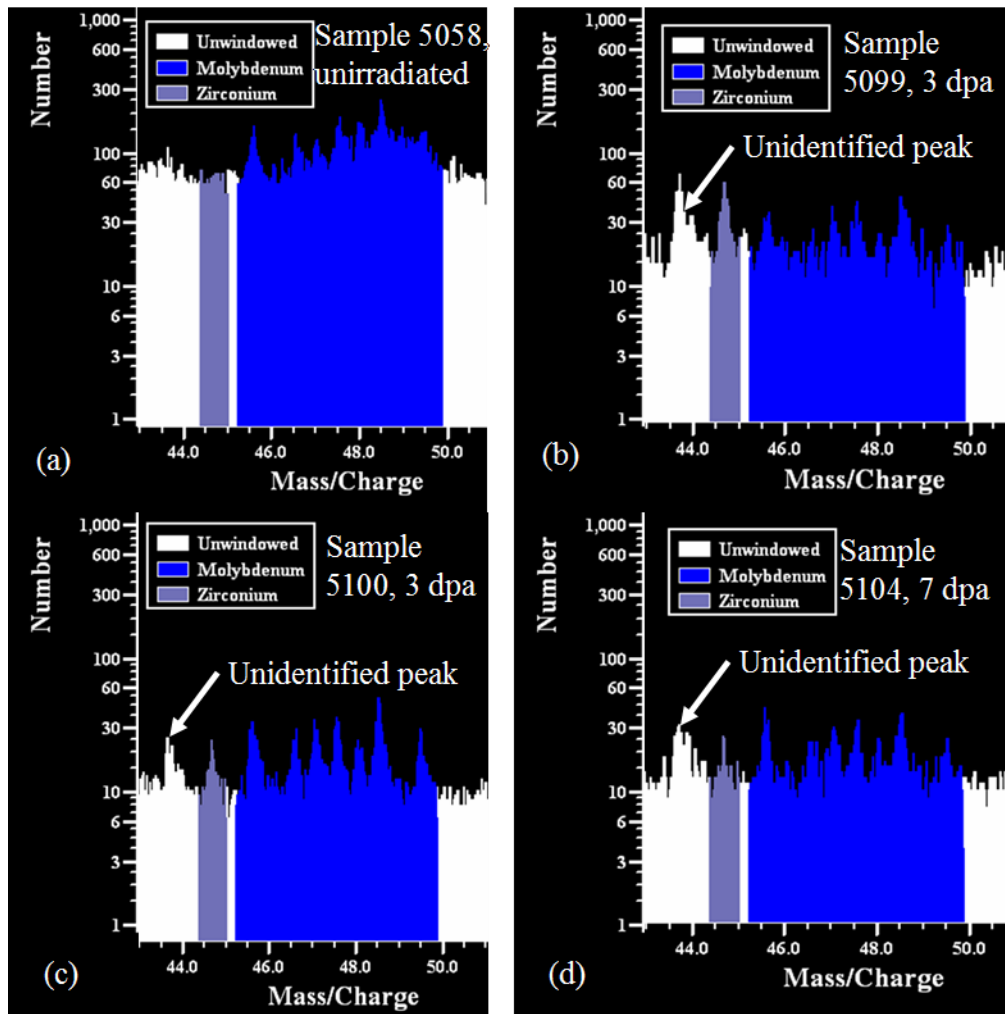 1,000
600
300
100
60
30
10
6
3
1
Number
Unwindowed
Molybdenum
Zirconium
Sample 5058,
unirradiated
44.0 46.0 48.0 50.0
Mass/Charge
(a)
1,000
600
300
100
60
30
10
6
3
1
Number
Unwindowed
Molybdenum
Zirconium
Sample
5099, 3 dpa
Unidentified peak
44.0 46.0 48.0 50.0
Mass/Charge
(b)
1,000
600
300
100
60
30
10
6
3
1
Number
Unwindowed
Molybdenum
Zirconium
Sample
5100, 3 dpa
Unidentified peak
44.0 46.0 48.0 50.0
Mass/Charge
(c)
1,000
600
300
100
60
30
10
6
3
1
Number
Unwindowed
Molybdenum
Zirconium
Sample
5104, 7 dpa
Unidentified peak
44.0 46.0 48.0 50.0
Mass/Charge
(d)